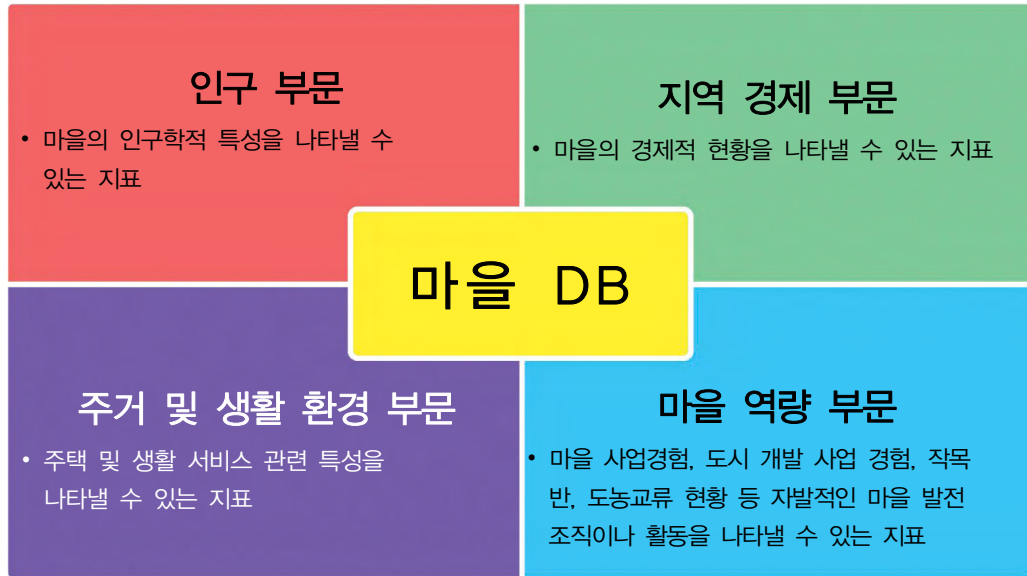 인구 부문
• 마을의 인구학적 특성을 나타낼 수
있는 지표
지역 경제 부문
• 마을의 경제적 현황을 나타낼 수 있는 지표
마을 DB
주거 및 생활 환경 부문
• 주택 및 생활 서비스 관련 특성을
나타낼 수 있는 지표
마을 역량 부문
• 마을 사업경험, 도시 개발 사업 경험, 작목
반, 도농교류 현황 등 자발적인 마을 발전
조직이나 활동을 나타낼 수 있는 지표